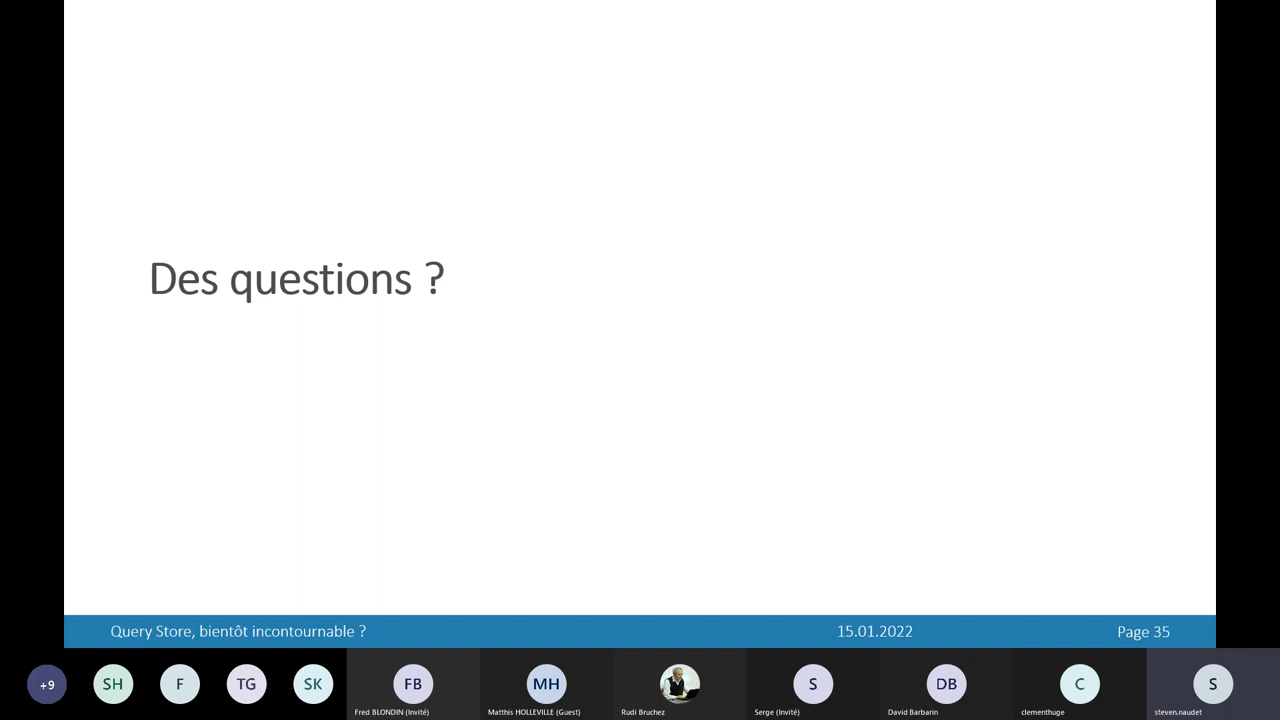 Des questions ?
Query Store, bientôt incontournable ?
15.01.2022
Page 35
+9
SH
F
TG
SK
FB
MH
S
DB
C
S
Fred BLONDIN (Invité)
Matthis HOLLEVILLE (Guest)
Rudi Bruchez
Serge (Invité)
David Barbarin
clementhuge
steven.naudet